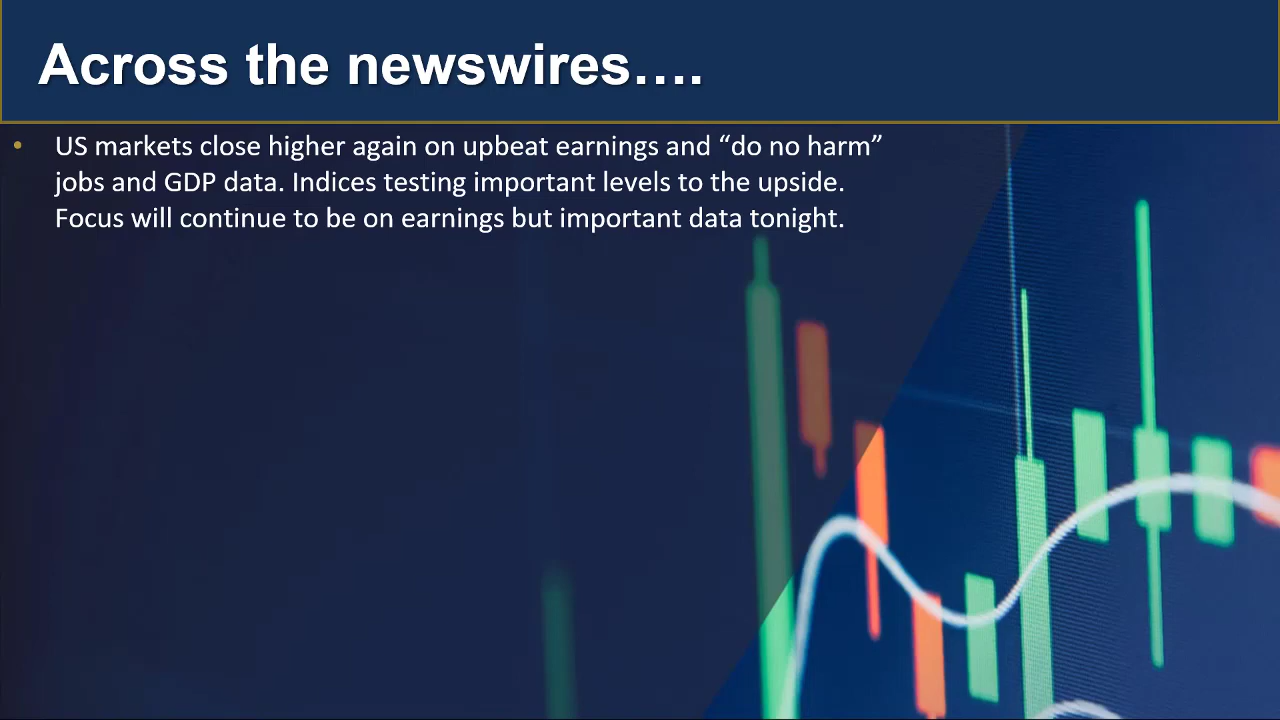 Across the newswires….
• US markets close higher again on upbeat earnings and “do no harm”
jobs and GDP data. Indices testing important levels to the upside.
Focus will continue to be on earnings but important data tonight.